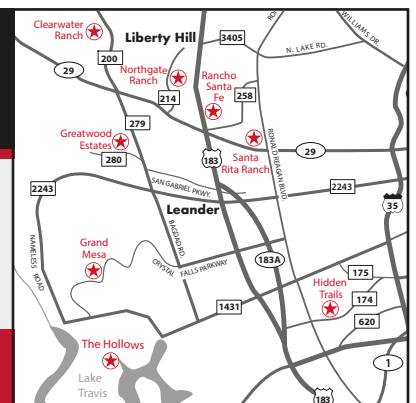 Clearwater
Ranch
Liberty Hill
3405
RO
WILLIAMS DR.
N. LAKE RD.
200
29
Northgate
Ranch
214
Rancho
Santa
Fe
258
279
Greatwood
Estates
280
183
Santa
Rita Ranch
29
RONALD REAGAN BLVD.
2243
SAN GABRIEL PKWY.
2243
35
Leander
NAMELESS ROAD
BAGDAD RD.
Grand
Mesa
CRYSTAL FALLS PARKWAY
183A
175
Hidden
Trails
174
1431
620
The Hollows
1
Lake
Travis
183